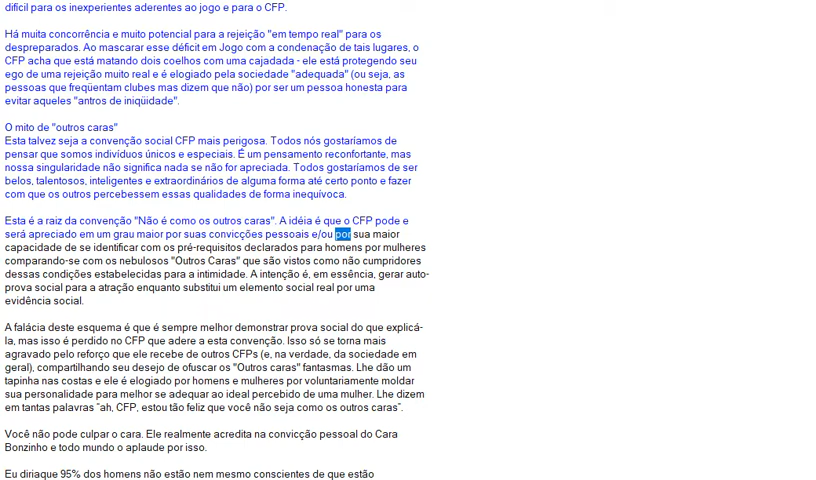 difícil para os inexperientes aderentes ao jogo e para o CFP.
Há muita concorrência e muito potencial para a rejeição "em tempo real" para os
despreparados. Ao mascarar esse déficit em Jogo com a condenação de tais lugares, o
CFP acha que está matando dois coelhos com uma cajadada - ele está protegendo seu
ego de uma rejeição muito real e é elogiado pela sociedade "adequada" (ou seja, as
pessoas que freqüentam clubes mas dizem que não) por ser um pessoa honesta para
evitar aqueles "antros de iniqüidade".
O mito de "outros caras"
Esta talvez seja a convenção social CFP mais perigosa. Todos nós gostaríamos de
pensar que somos indivíduos únicos e especiais. É um pensamento reconfortante, mas
nossa singularidade não significa nada se não for apreciada. Todos gostaríamos de ser
belos, talentosos, inteligentes e extraordinários de alguma forma até certo ponto e fazer
com que os outros percebessem essas qualidades de forma inequívoca.
Esta é a raiz da convenção "Não é como os outros caras". A idéia é que o CFP pode e
será apreciado em um grau maior por suas convicções pessoais e/ou por sua maior
capacidade de se identificar com os pré-requisitos declarados para homens por mulheres
comparando-se com os nebulosos "Outros Caras" que são vistos como não cumpridores
dessas condições estabelecidas para a intimidade. A intenção é, em essência, gerar auto-
prova social para a atração enquanto substitui um elemento social real por uma
evidência social.
A falácia deste esquema é que é sempre melhor demonstrar prova social do que explicá-
la, mas isso é perdido no CFP que adere a esta convenção. Isso só se torna mais
agravado pelo reforço que ele recebe de outros CFPs (e, na verdade, da sociedade em
geral), compartilhando seu desejo de ofuscar os "Outros caras" fantasmas. Lhe dão um
tapinha nas costas e ele é elogiado por homens e mulheres por voluntariamente moldar
sua personalidade para melhor se adequar ao ideal percebido de uma mulher. Lhe dizem
em tantas palavras "ah, CFP, estou tão feliz que você não seja como os outros caras".
Você não pode culpar o cara. Ele realmente acredita na convicção pessoal do Cara
Bonzinho e todo mundo o aplaude por isso.
Eu diriaque 95% dos homens não estão nem mesmo conscientes de que estão